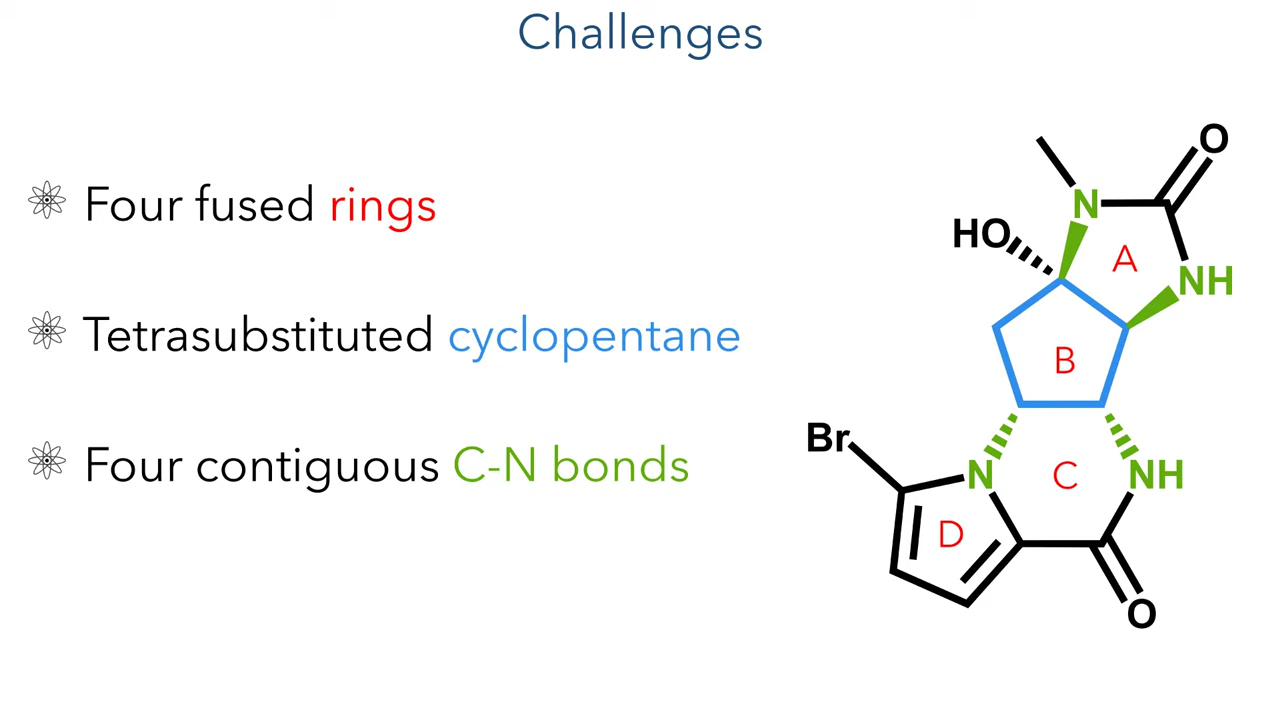 Challenges
Four fused rings
Tetrasubstituted cyclopentane
Four contiguous C-N bonds
O
N
HO
A
NH
B
Br
N
C
NH
D
O